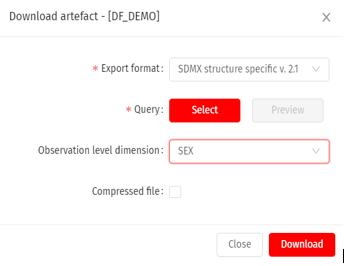 Download artefact - [DF_DEMO]
* Export format: SDMX structure specific v. 2.1
* Query: Select Preview
Observation level dimension: SEX
Compressed file:
Close Download